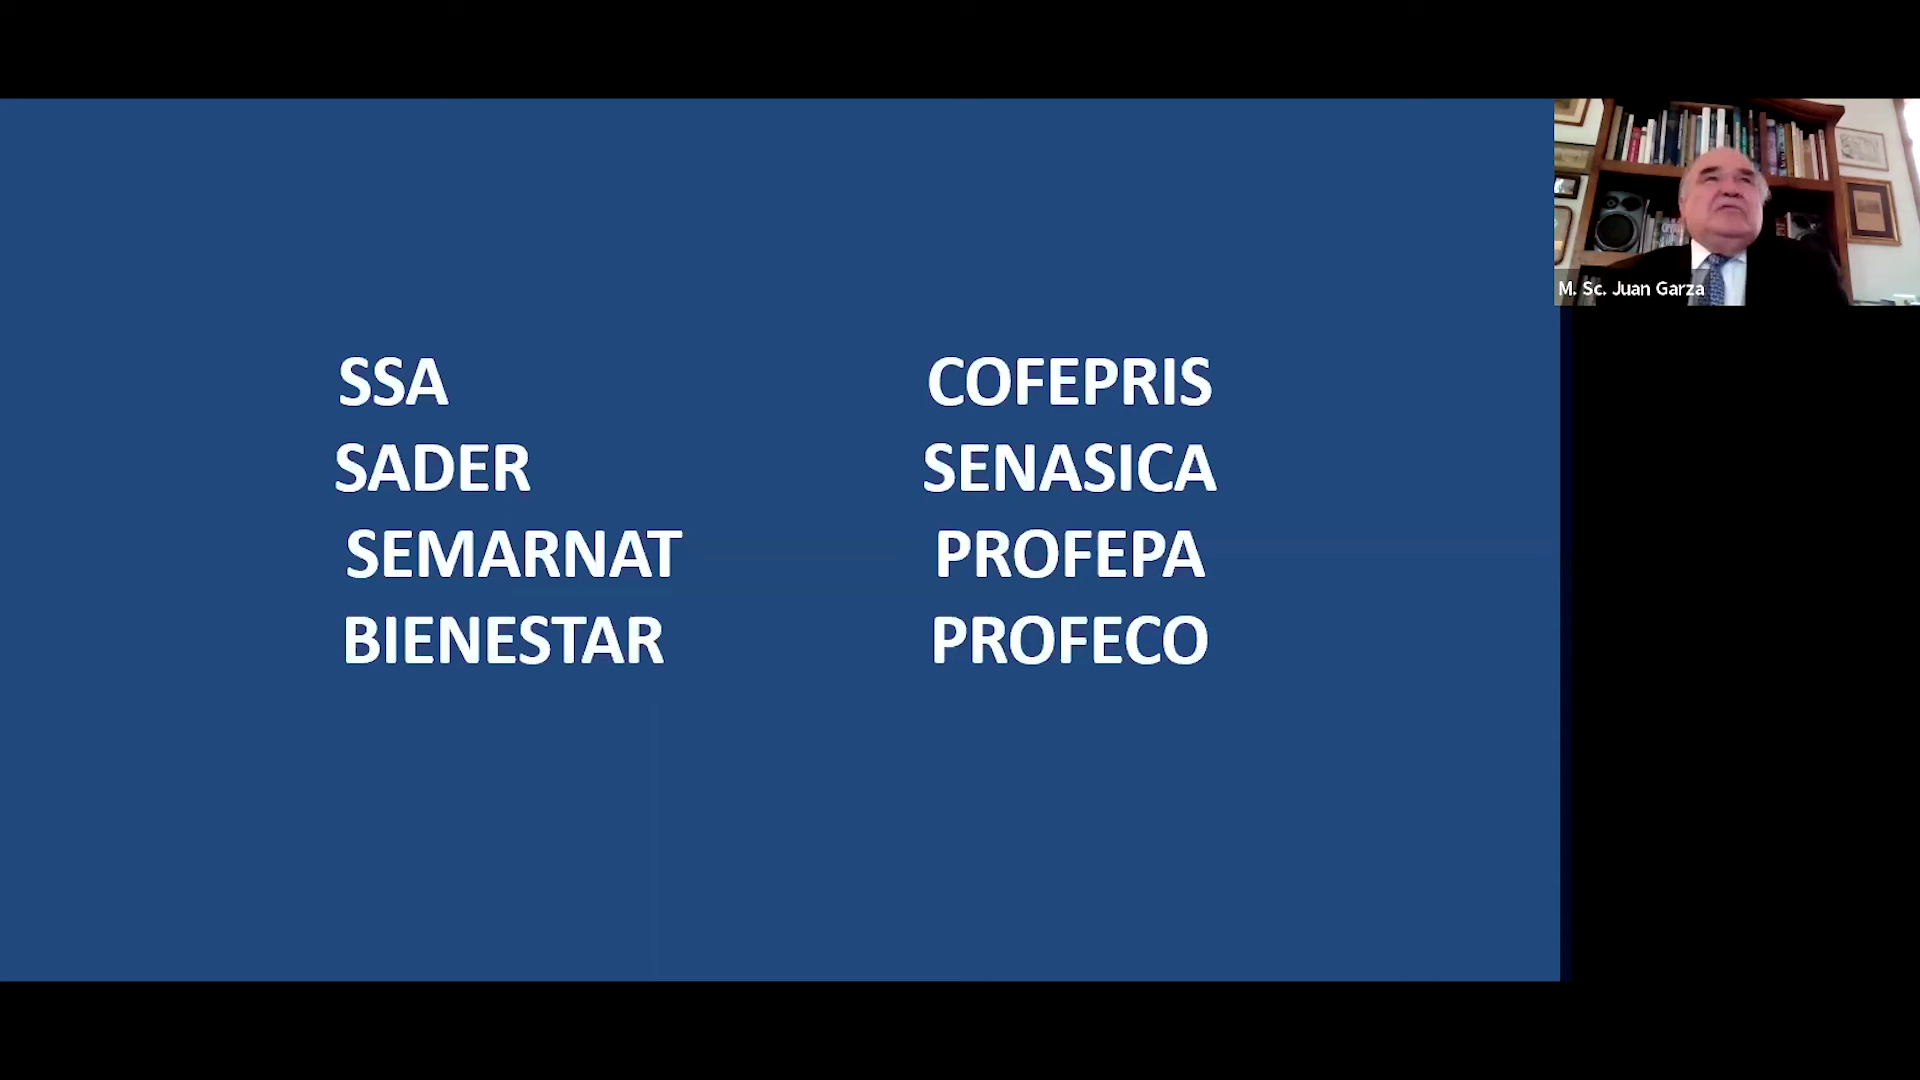 SSA COFEPRIS
SADER SENASICA
SEMARNAT PROFEPA
BIENESTAR PROFECO
M. Sc. Juan Garza